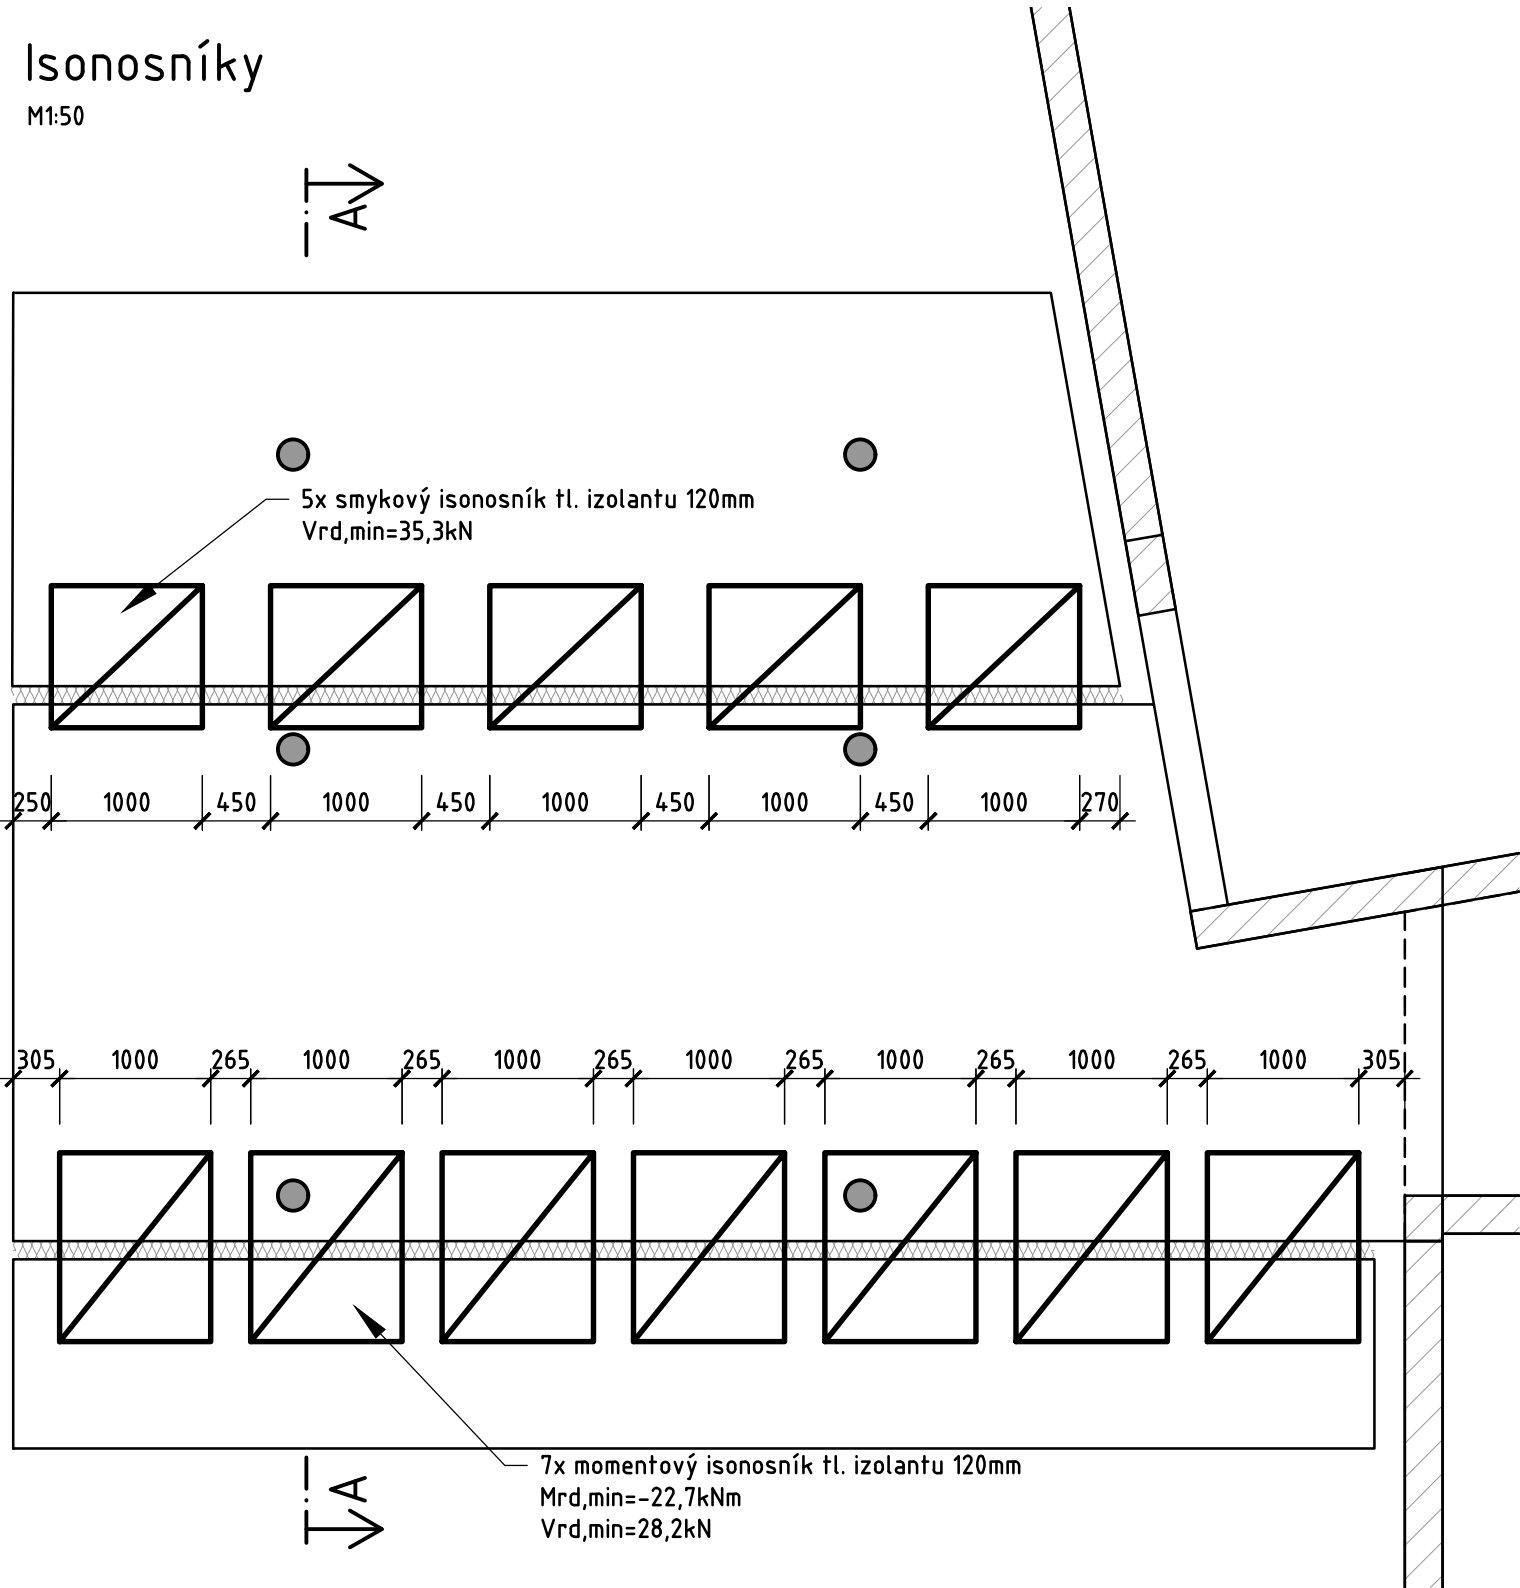 Isonosníky
M1:50
A
5x smykový isonosník tl. izolantu 120mm
Vrd,min=35,3kN
250 1000 450 1000 450 1000 450 1000 450 1000 270
305 1000 265 1000 265 1000 265 1000 265 1000 265 1000 265 1000 305
7x momentový isonosník tl. izolantu 120mm
A
Mrd,min=-22,7kNm
Vrd,min=28,2kN